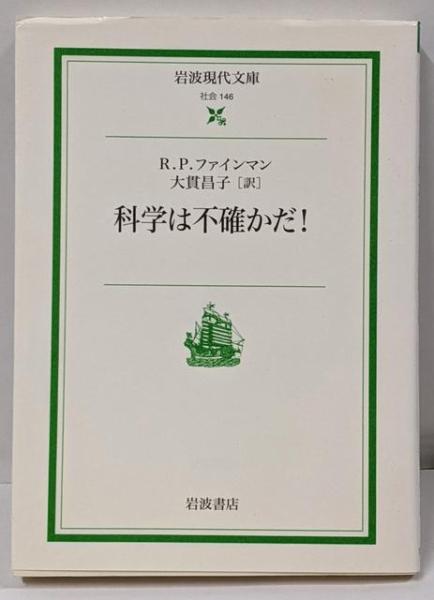 岩波現代文庫
社会 146
R.P.ファインマン
大貫昌子［訳］
科学は不確かだ！
岩波書店